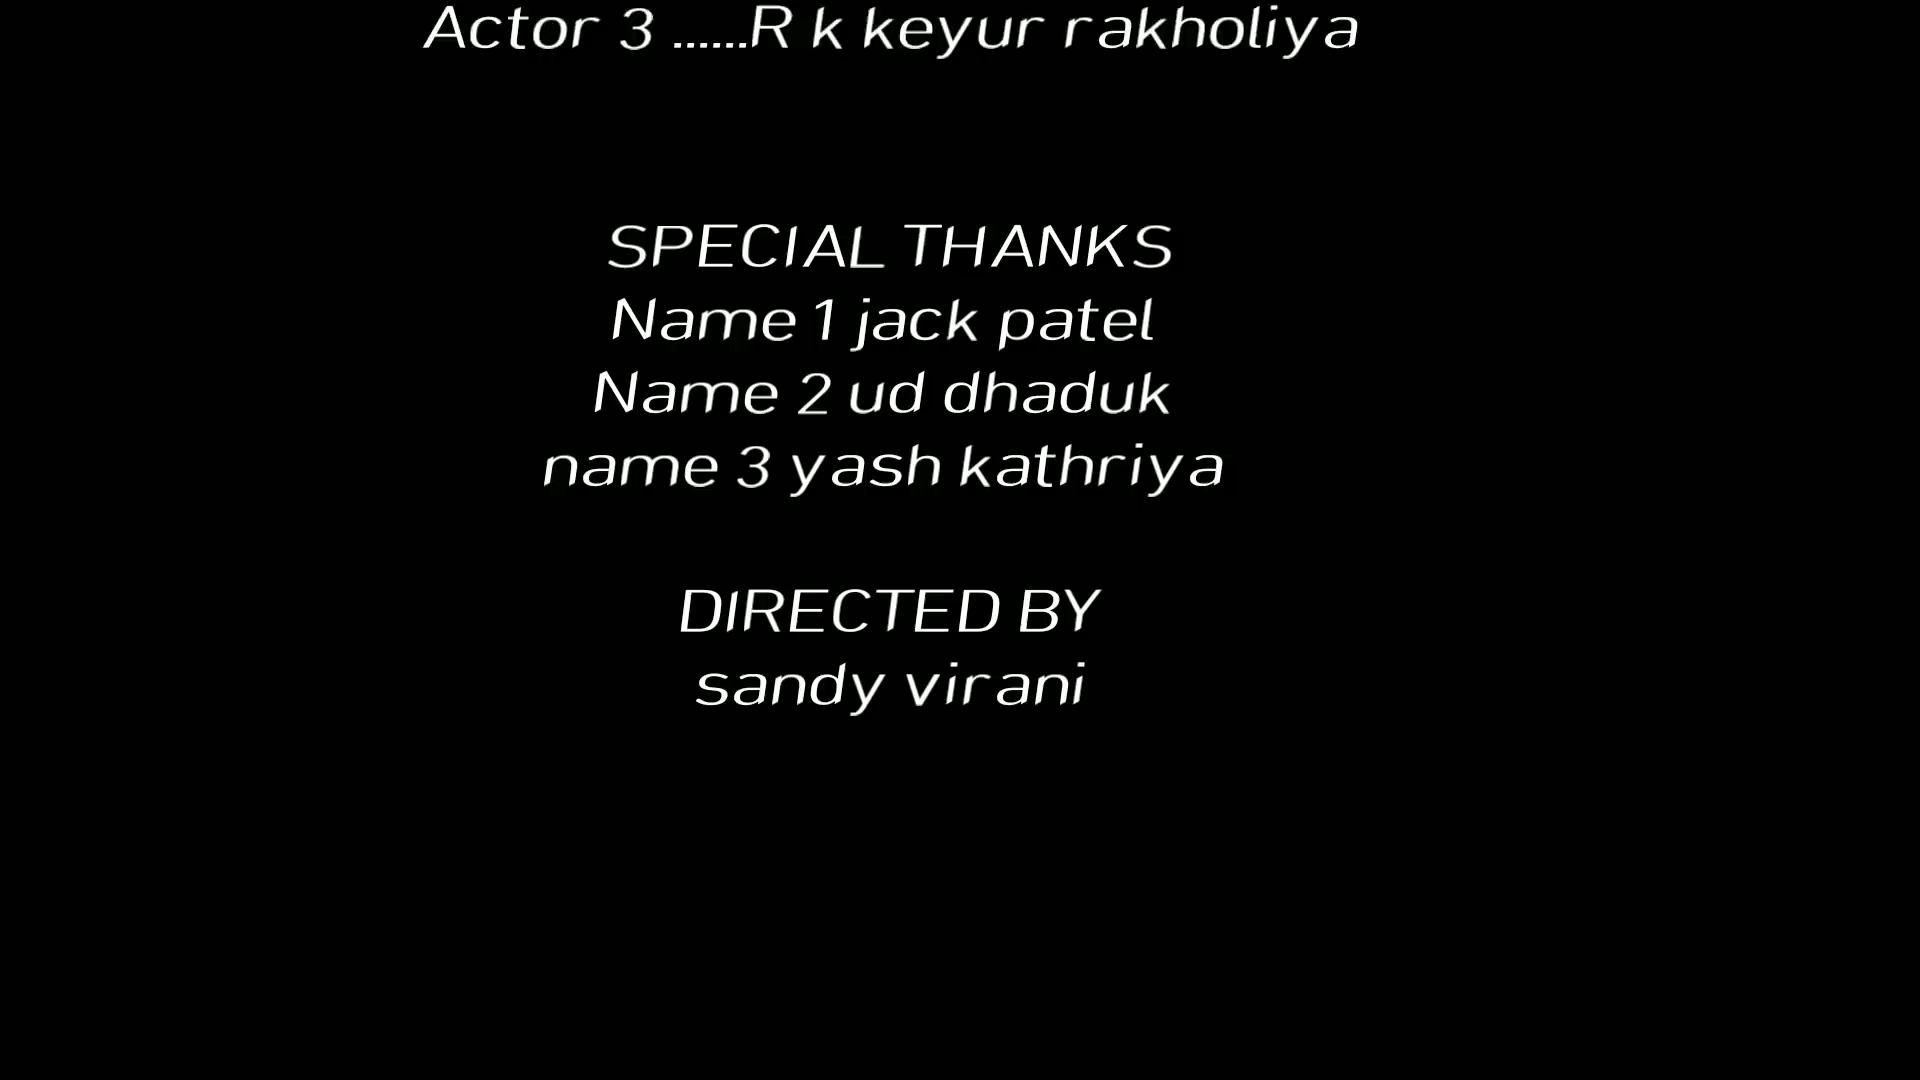 Actor 3 ......R k keyur rakholiya
SPECIAL THANKS
Name 1 jack patel
Name 2 ud dhaduk
name 3 yash kathriya
DIRECTED BY
sandy virani